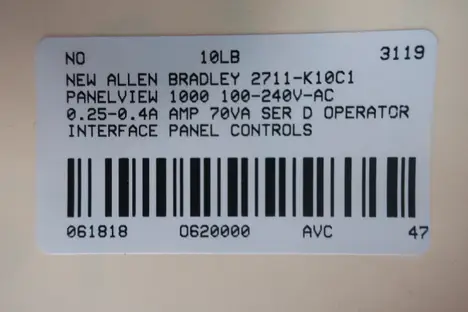 NO 10LB 3119
NEW ALLEN BRADLEY 2711-K10C1
PANELVIEW 1000 100-240V-AC
0.25-0.4A AMP 70VA SER D OPERATOR
INTERFACE PANEL CONTROLS
061818 O620000 AVC 47